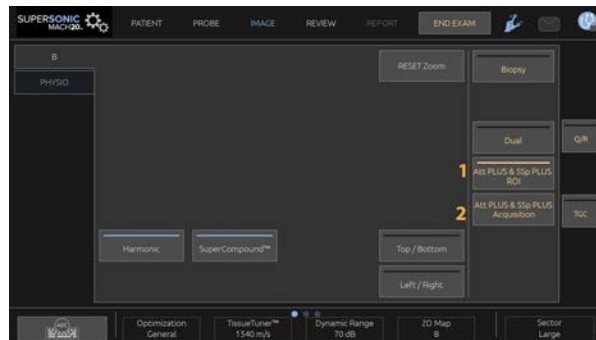 SUPERSONIC
MACH20.
PATIENT
PROBE
IMAGE
REVIEW
REPORT
END EXAM
B
PHYSIO
RESET Zoom
Biopsy
Dual
Q/R
1
Att PLUS & SSp PLUS
ROI
2
Att PLUS & SSp PLUS
Acquisition
TGC
Harmonic
SuperCompound™
Top / Bottom
Left / Right
Optimization
General
TissueTuner™
1540 m/s
Dynamic Range
70 dB
2D Map
8
Sector
Large